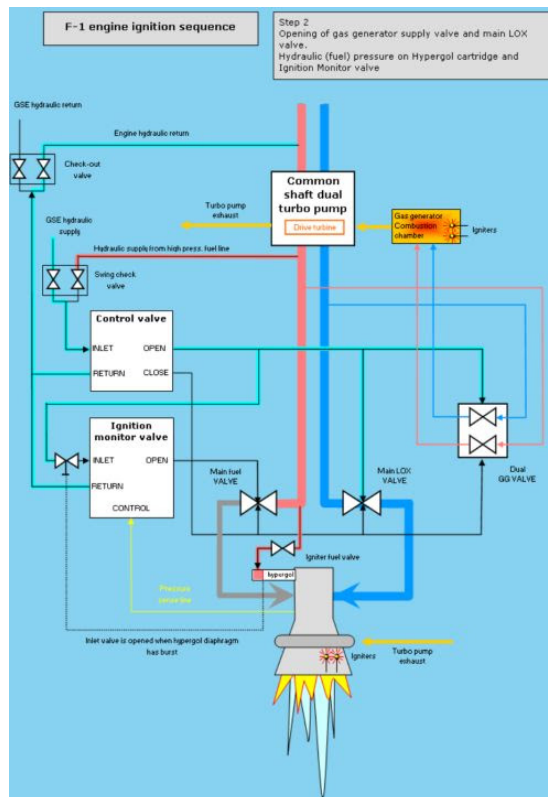 F-1 engine ignition sequence
Step 2
Opening of gas generator supply valve and main LOX
valve.
Hydraulic (fuel) pressure on Hypergol cartridge and
Ignition Monitor valve
GSE hydraulic return
Engine hydraulic return
Check-out
valve
Common
shaft dual
turbo pump
Drive turbine
Turbo pump
exhaust
Gas generator
Combustion
chamber
Igniters
GSE hydraulic
supply
Hydraulic supply from high press. fuel line
Swing check
valve
Control valve
INLET
OPEN
RETURN
CLOSE
Ignition
monitor valve
INLET
OPEN
RETURN
CONTROL
Main fuel
VALVE
Main LOX
VALVE
Dual
GG VALVE
Igniter fuel valve
hypergol
Pressure
sense line
Inlet valve is opened when hypergol diaphragm
has burst
Igniters
Turbo pump
exhaust